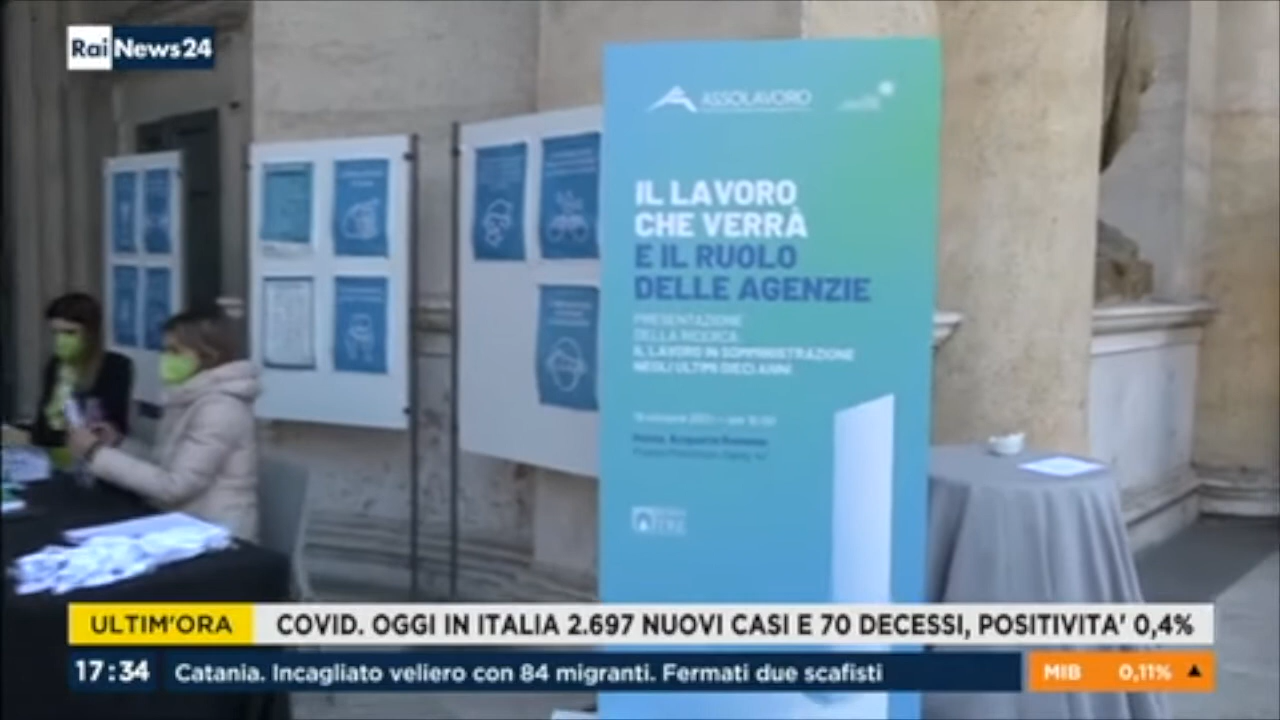 Rai News24
ASSOLAVORO
IL LAVORO
CHE VERRÀ
E IL RUOLO
DELLE AGENZIE
PRESENTAZIONE
DELLA RICERCA:
IL LAVORO IN SOMMINISTRAZIONE
NEGLI ULTIMI DIECI ANNI
ULTIM'ORA
COVID. OGGI IN ITALIA 2.697 NUOVI CASI E 70 DECESSI, POSITIVITA' 0,4%
17:34
Catania. Incagliato veliero con 84 migranti. Fermati due scafisti
MIB 0,11% ▲